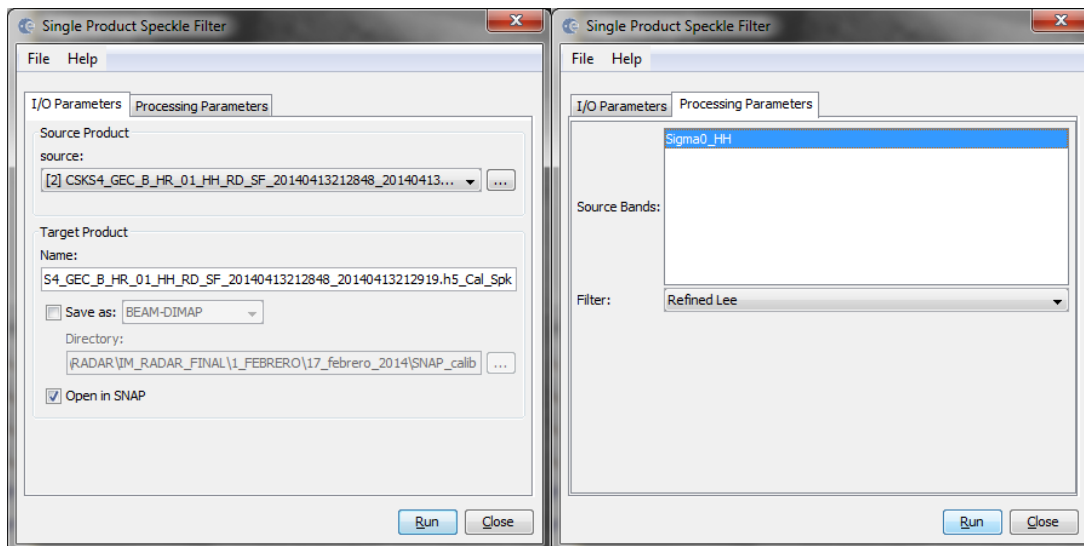 Single Product Speckle Filter
File Help
I/O Parameters Processing Parameters
Source Product
source:
[2] CSKS4_GEC_B_HR_01_HH_RD_SF_20140413212848_20140413... ...
Target Product
Name:
S4_GEC_B_HR_01_HH_RD_SF_20140413212848_20140413212919.h5_Cal_Spk
Save as: BEAM-DIMAP
Directory:
\RADAR\IM_RADAR_FINAL\1_FEBRERO\17_febrero_2014\SNAP_calib ...
Open in SNAP
Run Close
Single Product Speckle Filter
File Help
I/O Parameters Processing Parameters
Sigma0_HH
Source Bands:
Filter: Refined Lee
Run Close